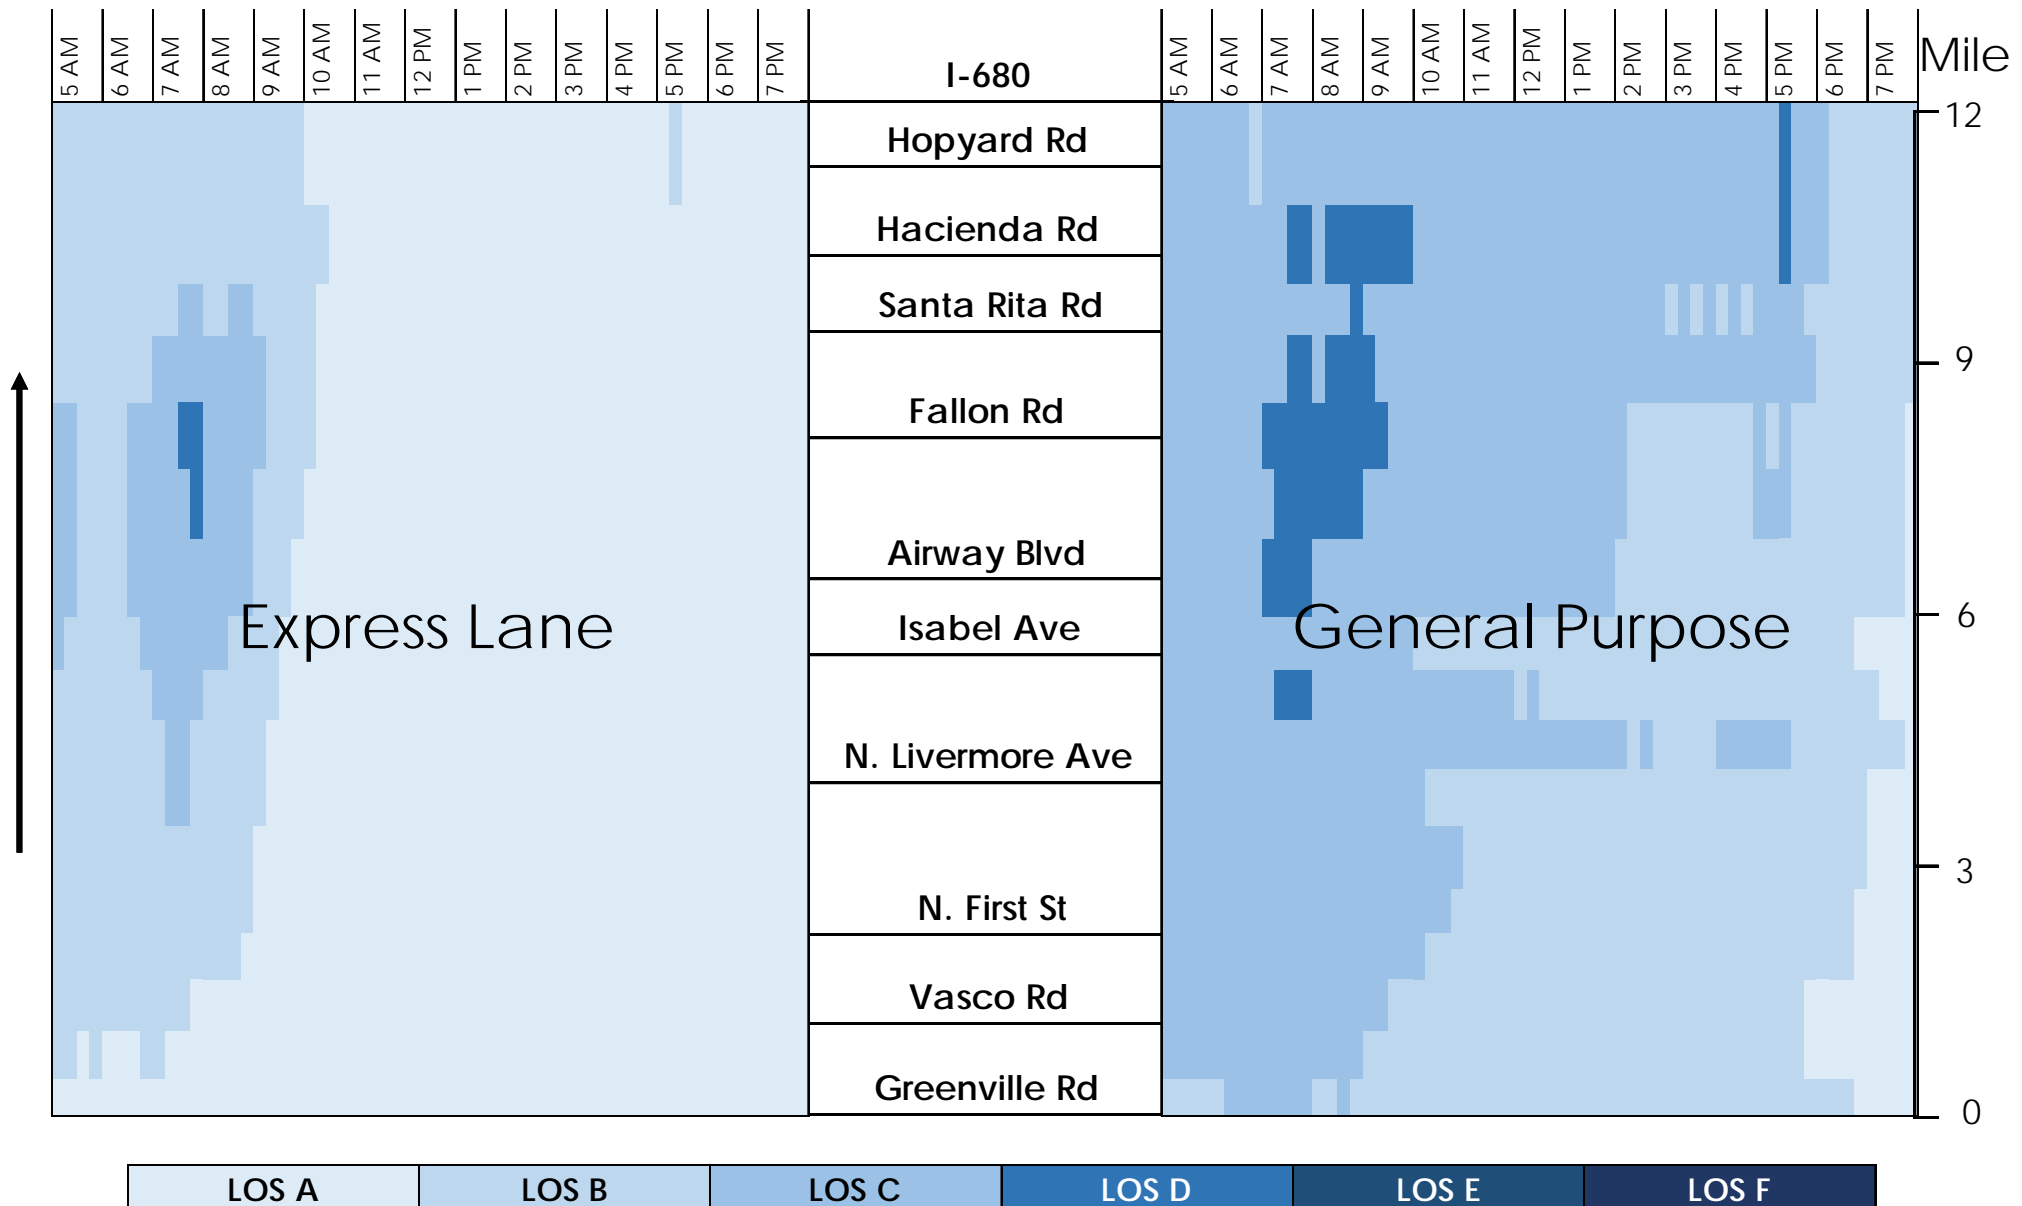 5 AM 6 AM 7 AM 8 AM 9 AM 10 AM 11 AM 12 PM 1 PM 2 PM 3 PM 4 PM 5 PM 6 PM 7 PM
I-680
5 AM 6 AM 7 AM 8 AM 9 AM 10 AM 11 AM 12 PM 1 PM 2 PM 3 PM 4 PM 5 PM 6 PM 7 PM
Mile
12
Hopyard Rd
Hacienda Rd
Santa Rita Rd
9
Fallon Rd
Airway Blvd
6
Express Lane
Isabel Ave
General Purpose
N. Livermore Ave
3
N. First St
Vasco Rd
Greenville Rd
0
LOS A LOS B LOS C LOS D LOS E LOS F